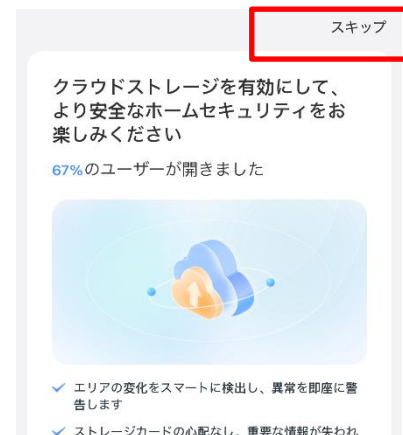 スキップ
クラウドストレージを有効にして、
より安全なホームセキュリティをお
楽しみください
67%のユーザーが開きました
エリアの変化をスマートに検出し、異常を即座に警
告します
ストレージカードの心配なし、重要な情報が失われ